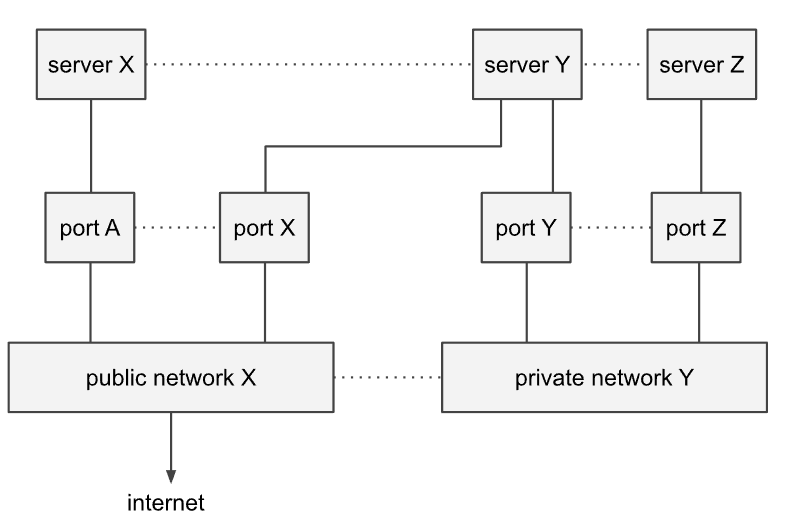 server X
server Y
server Z
port A
port X
port Y
port Z
public network X
private network Y
internet